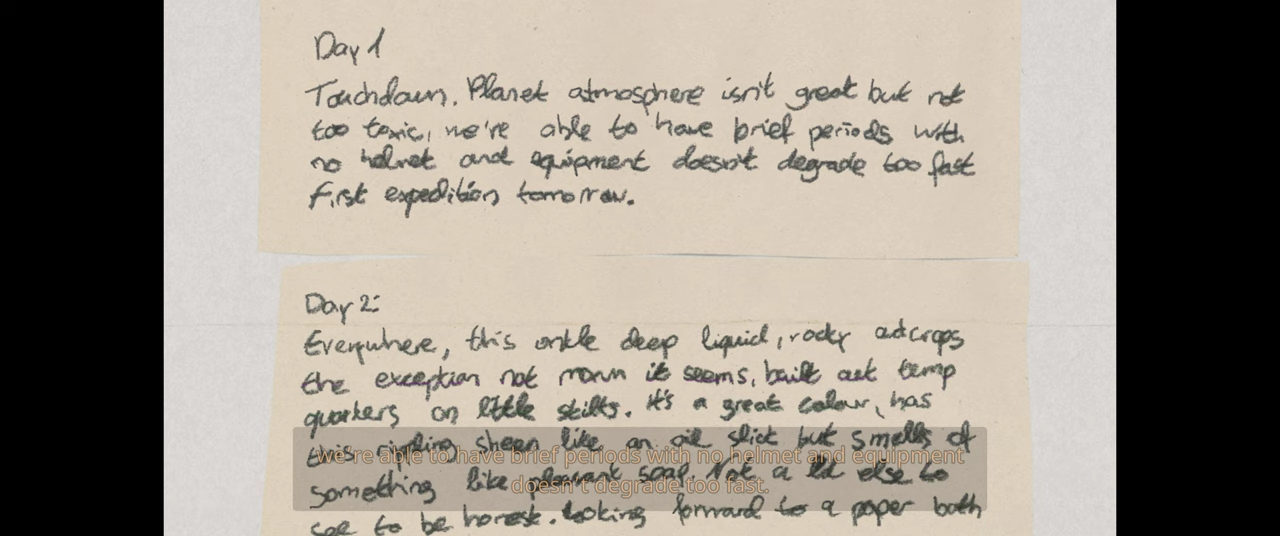 Day 1
Touchdown. Planet atmosphere isn't great but not
too toxic, we're able to have brief periods with
no helmet and equipment doesn't degrade too fast
First expedition tomorrow.
Day 2:
Everywhere, this ankle deep liquid, rocky outcrops
the exception not it seems, built out temp
quarters on little stilts. It's a great colour, has
this rippling sheen like an oil slick but smells of
something like pleasant soap. Not a lot else to
see to be honest. Looking forward to a proper bath
we're able to have brief periods with no helmet and equipment
doesn't degrade too fast.